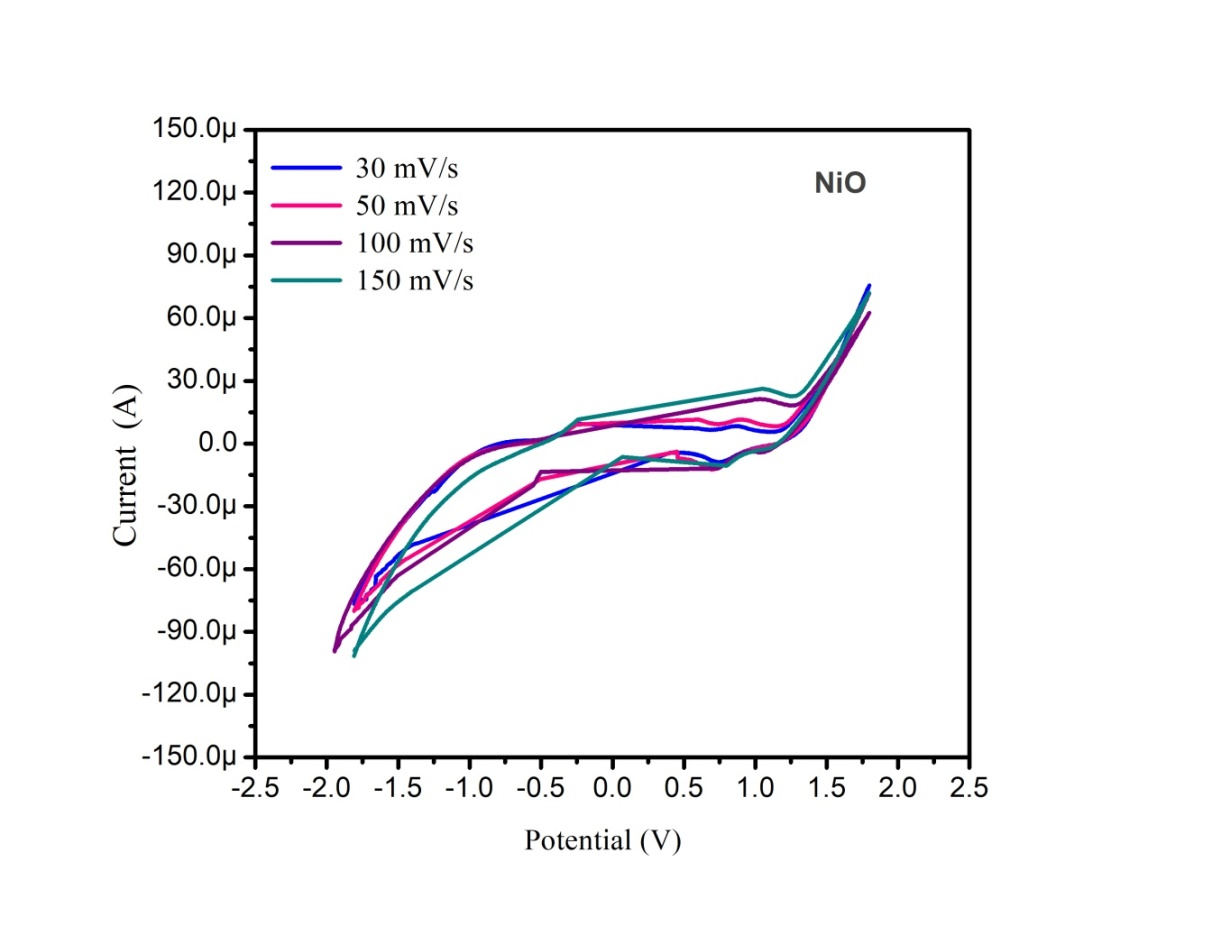 150.0µ
120.0µ
90.0µ
60.0µ
30.0µ
0.0
-30.0µ
-60.0µ
-90.0µ
-120.0µ
-150.0µ
Current (A)
30 mV/s
50 mV/s
100 mV/s
150 mV/s
NiO
-2.5 -2.0 -1.5 -1.0 -0.5 0.0 0.5 1.0 1.5 2.0 2.5
Potential (V)